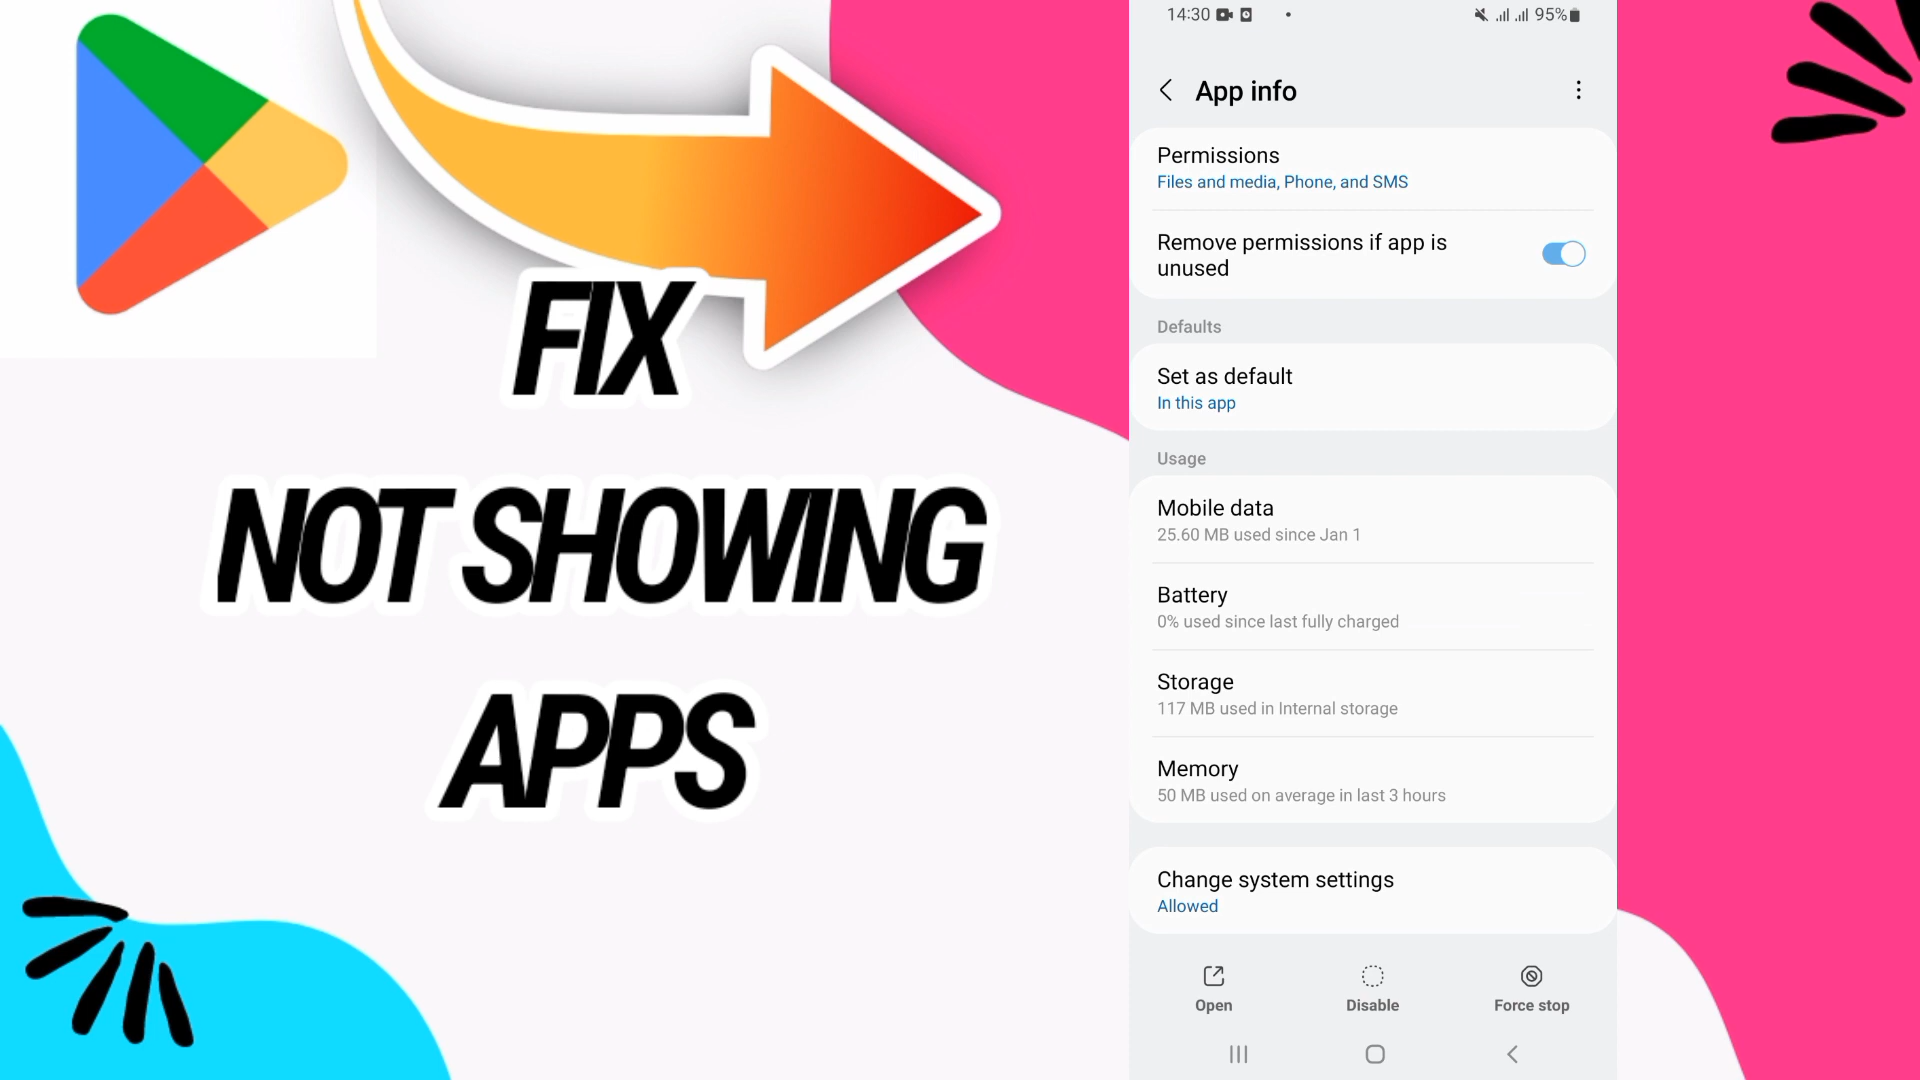 FIX
NOT SHOWING
APPS
14:30
95%
App info
Permissions
Files and media, Phone, and SMS
Remove permissions if app is
unused
Defaults
Set as default
In this app
Usage
Mobile data
25.60 MB used since Jan 1
Battery
0% used since last fully charged
Storage
117 MB used in Internal storage
Memory
50 MB used on average in last 3 hours
Change system settings
Allowed
Open
Disable
Force stop